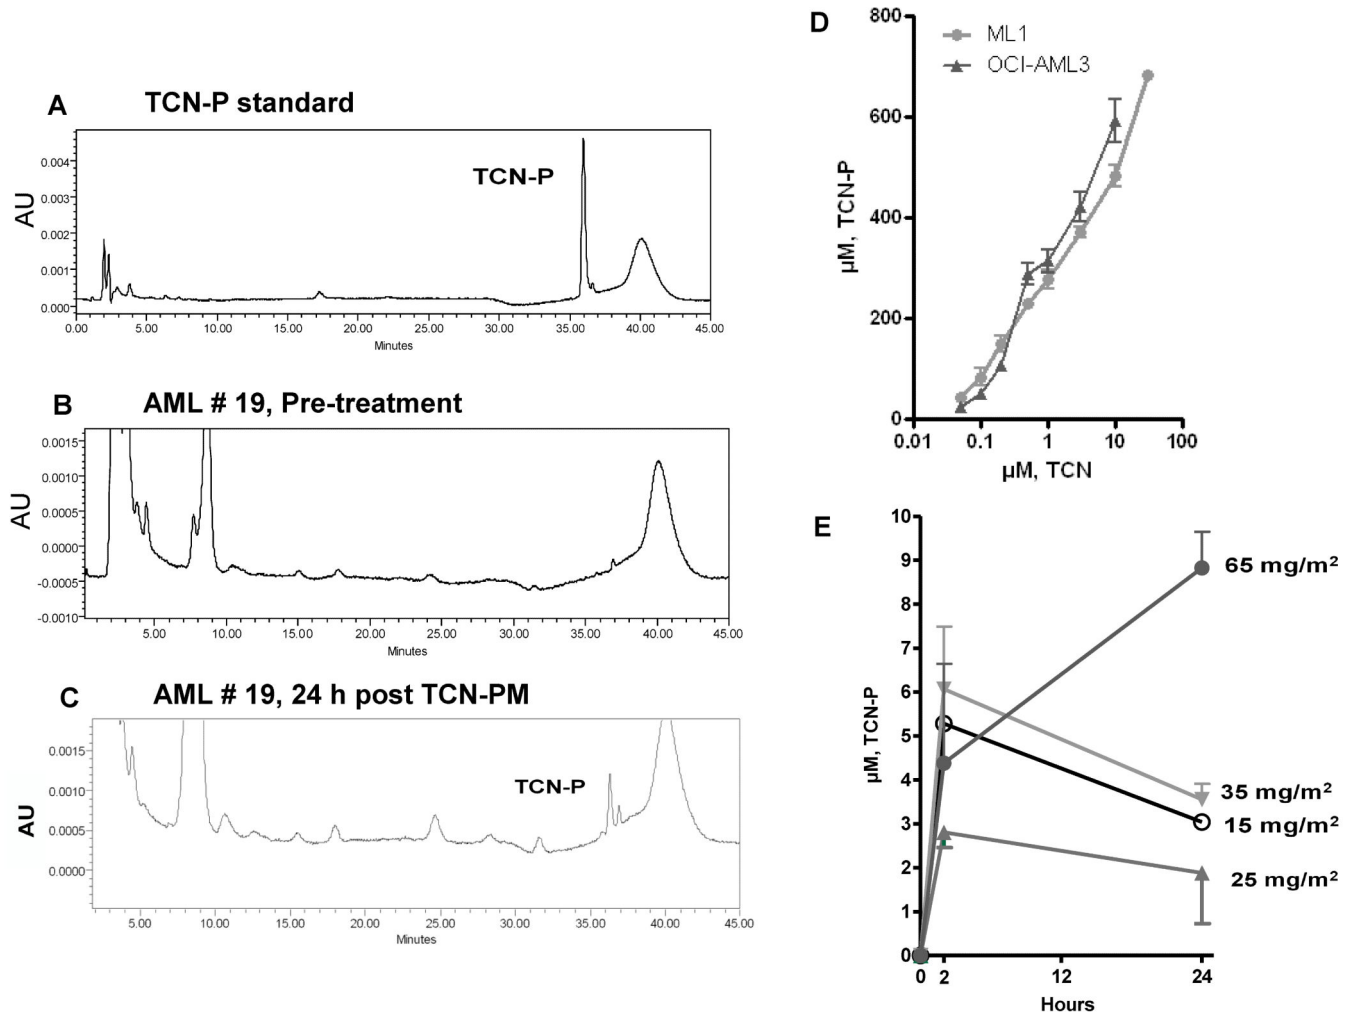 A TCN-P standard
AU
0.004
0.003
0.002
0.001
0.000
TCN-P
0.00 5.00 10.00 15.00 20.00 25.00 30.00 35.00 40.00 45.00
Minutes
B AML # 19, Pre-treatment
AU
0.0015
0.0010
0.0005
0.0000
-0.0005
-0.0010
5.00 10.00 15.00 20.00 25.00 30.00 35.00 40.00 45.00
Minutes
C AML # 19, 24 h post TCN-PM
AU
0.0015
0.0010
0.0005
0.0000
TCN-P
5.00 10.00 15.00 20.00 25.00 30.00 35.00 40.00 45.00
Minutes
D
µM, TCN-P
800
600
400
200
0
ML1
OCI-AML3
0.01 0.1 1 10 100
µM, TCN
E
µM, TCN-P
10
9
8
7
6
5
4
3
2
1
0
65 mg/m²
35 mg/m²
15 mg/m²
25 mg/m²
0 2 12 24
Hours